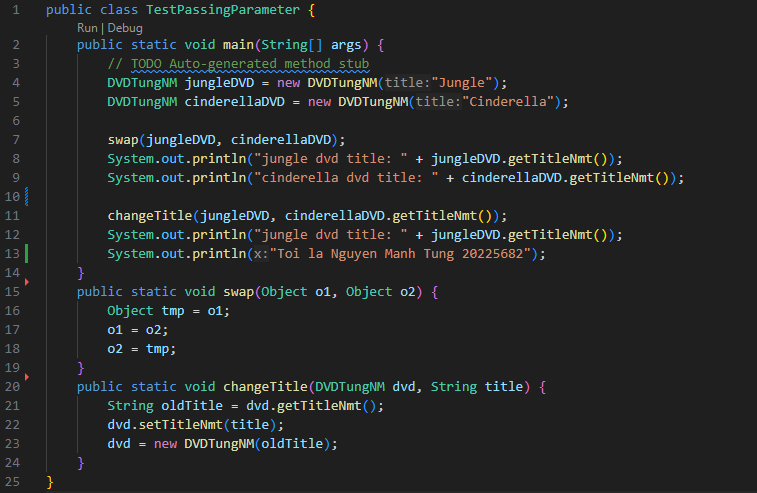 1 public class TestPassingParameter {
Run | Debug
2 public static void main(String[] args) {
3 // TODO Auto-generated method stub
4 DVDTungNM jungleDVD = new DVDTungNM(title:"Jungle");
5 DVDTungNM cinderellaDVD = new DVDTungNM(title:"Cinderella");
6
7 swap(jungleDVD, cinderellaDVD);
8 System.out.println("jungle dvd title: " + jungleDVD.getTitleNmt());
9 System.out.println("cinderella dvd title: " + cinderellaDVD.getTitleNmt());
10
11 changeTitle(jungleDVD, cinderellaDVD.getTitleNmt());
12 System.out.println("jungle dvd title: " + jungleDVD.getTitleNmt());
13 System.out.println(x:"Toi la Nguyen Manh Tung 20225682");
14 }
15 public static void swap(Object o1, Object o2) {
16 Object tmp = o1;
17 o1 = o2;
18 o2 = tmp;
19 }
20 public static void changeTitle(DVDTungNM dvd, String title) {
21 String oldTitle = dvd.getTitleNmt();
22 dvd.setTitleNmt(title);
23 dvd = new DVDTungNM(oldTitle);
24 }
25 }